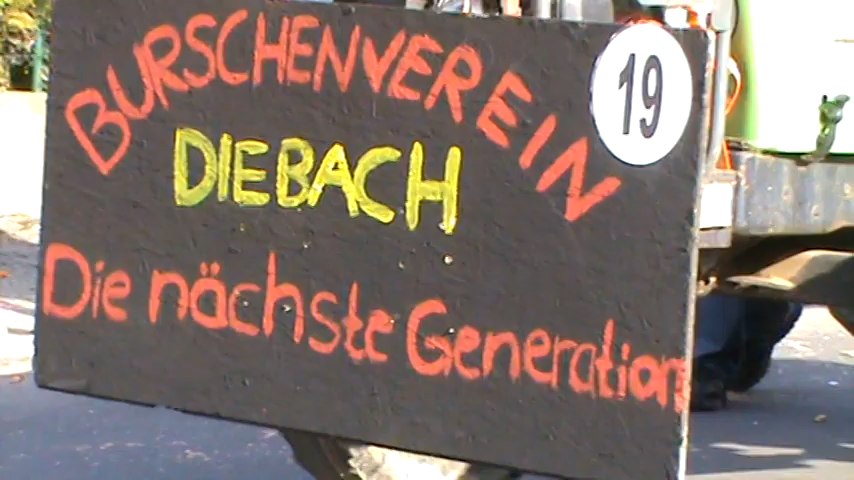 BURSCHENVEREIN
19
DIEBACH
Die nächste Generation